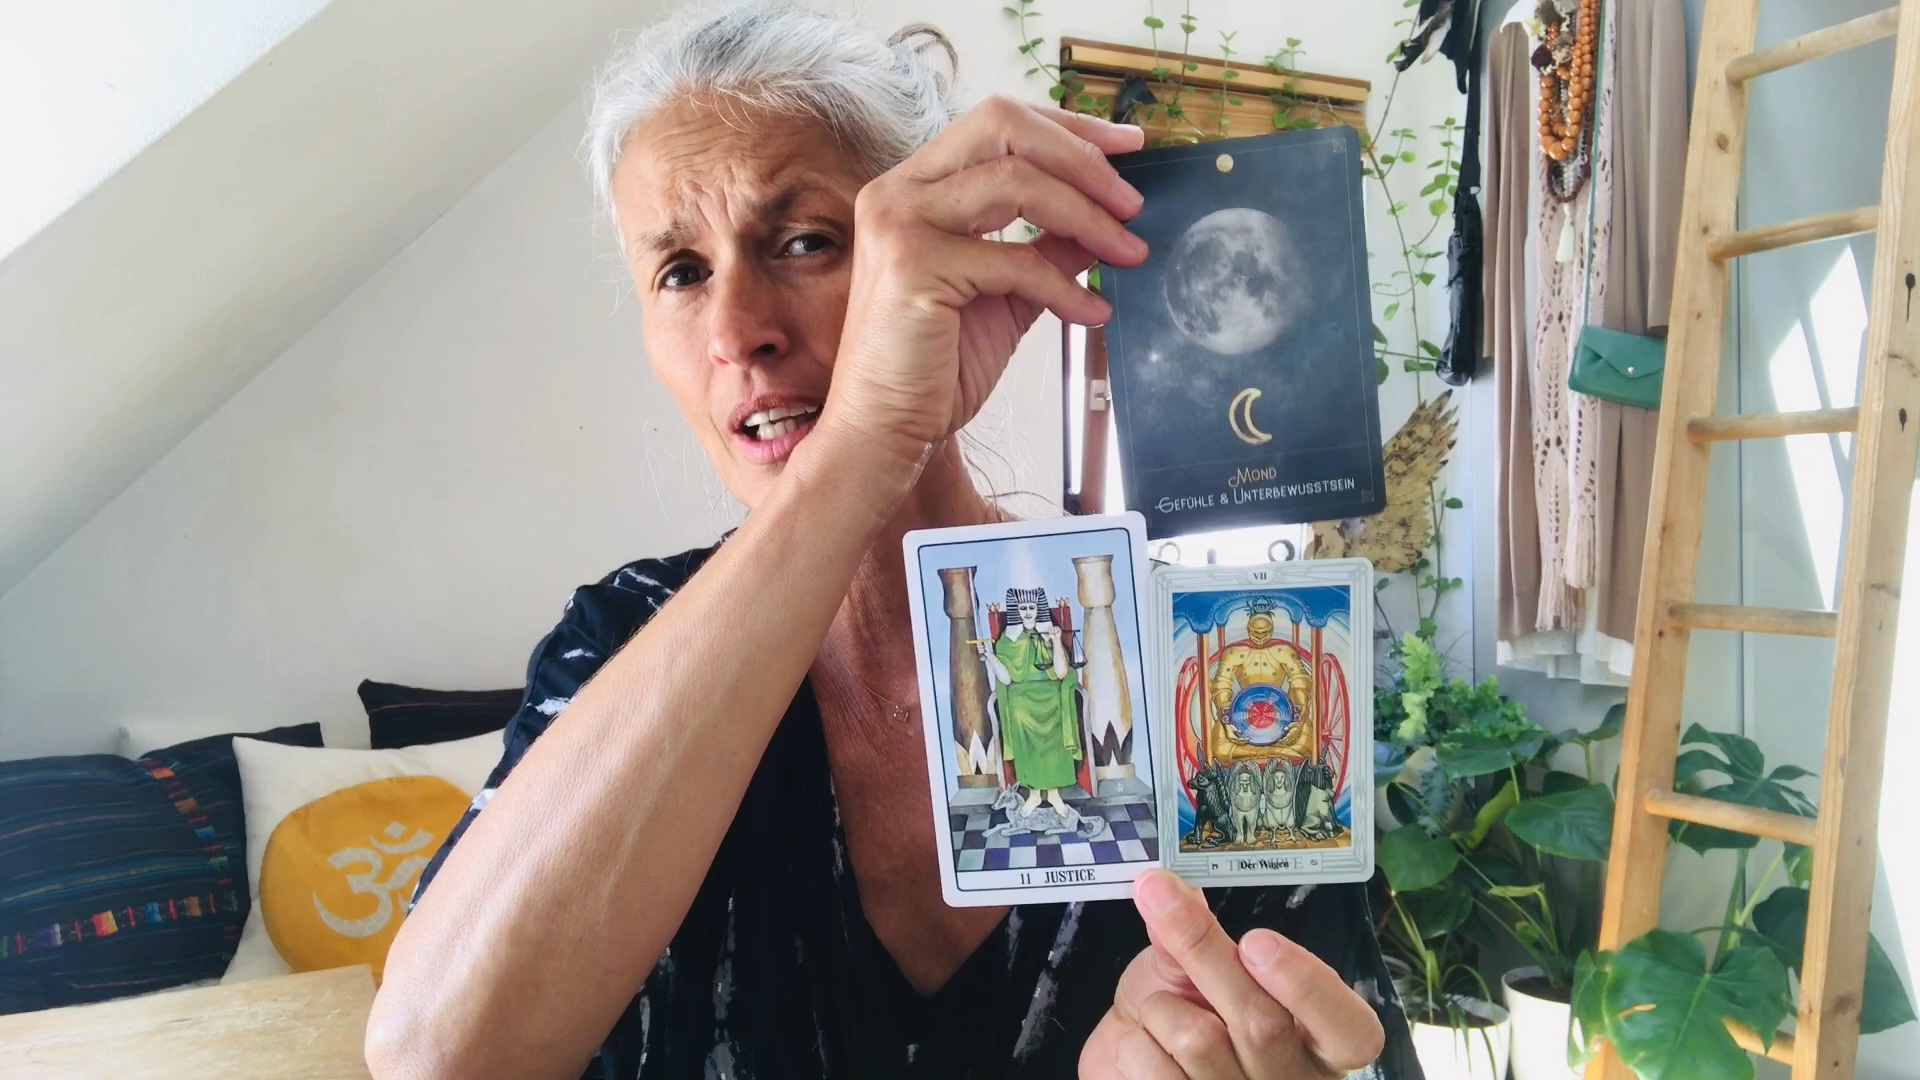 Mond
Gefühle & Unterbewusstsein
11 JUSTICE
VII
Der Wagen